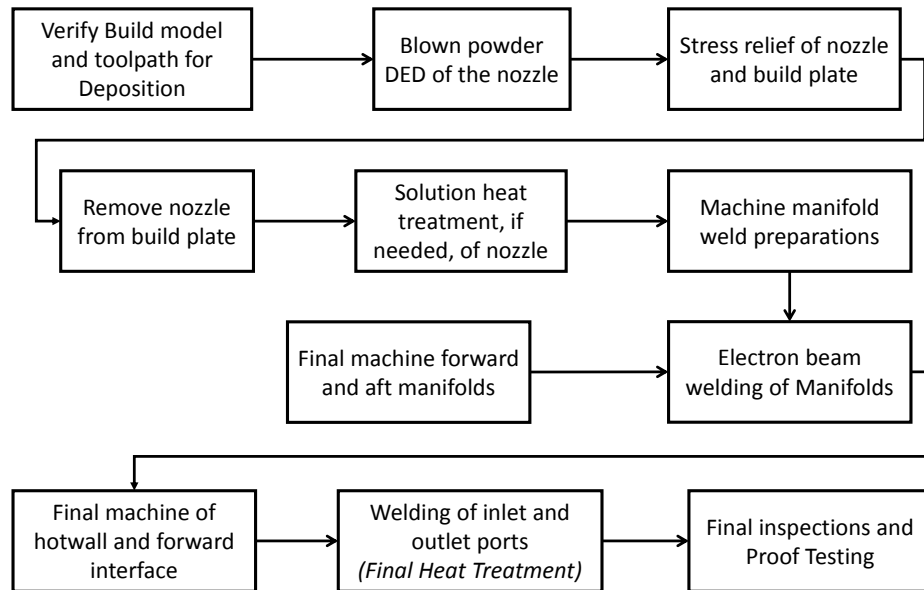 Verify Build model
and toolpath for
Deposition
Blown powder
DED of the nozzle
Stress relief of nozzle
and build plate
Remove nozzle
from build plate
Solution heat
treatment, if
needed, of nozzle
Machine manifold
weld preparations
Final machine forward
and aft manifolds
Electron beam
welding of Manifolds
Final machine of
hotwall and forward
interface
Welding of inlet and
outlet ports
(Final Heat Treatment)
Final inspections and
Proof Testing